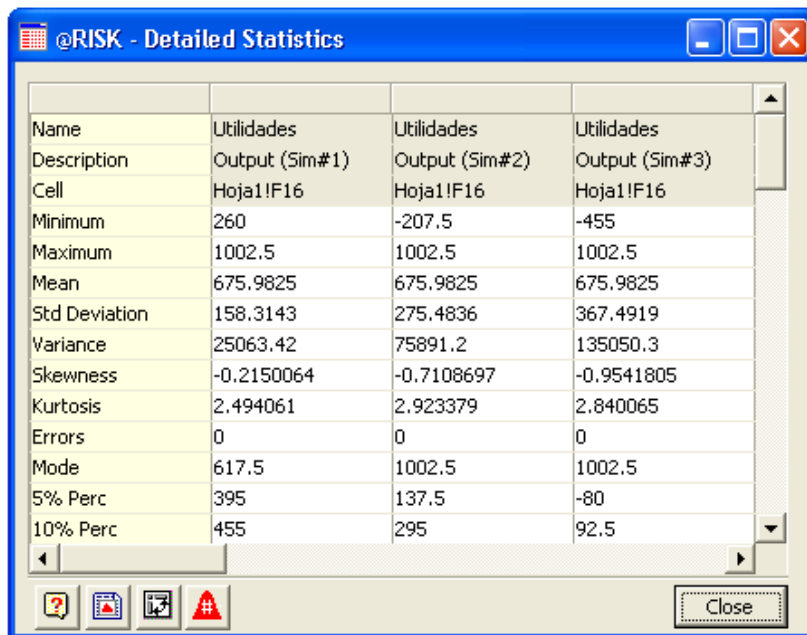 @RISK - Detailed Statistics
Name Utilidades Utilidades Utilidades
Description Output (Sim#1) Output (Sim#2) Output (Sim#3)
Cell Hoja1!F16 Hoja1!F16 Hoja1!F16
Minimum 260 -207.5 -455
Maximum 1002.5 1002.5 1002.5
Mean 675.9825 675.9825 675.9825
Std Deviation 158.3143 275.4836 367.4919
Variance 25063.42 75891.2 135050.3
Skewness -0.2150064 -0.7108697 -0.9541805
Kurtosis 2.494061 2.923379 2.840065
Errors 0 0 0
Mode 617.5 1002.5 1002.5
5% Perc 395 137.5 -80
10% Perc 455 295 92.5
Close